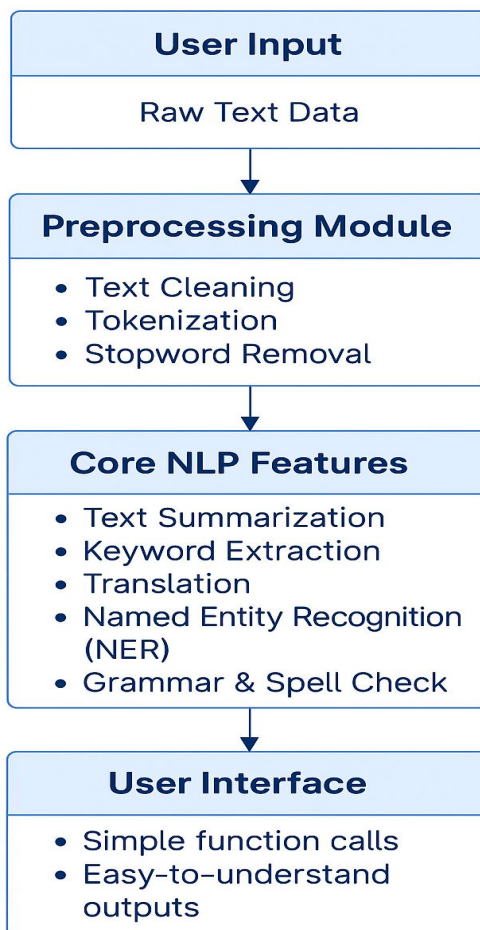 User Input
Raw Text Data
Preprocessing Module
• Text Cleaning
• Tokenization
• Stopword Removal
Core NLP Features
• Text Summarization
• Keyword Extraction
• Translation
• Named Entity Recognition
(NER)
• Grammar & Spell Check
User Interface
• Simple function calls
• Easy-to-understand
outputs